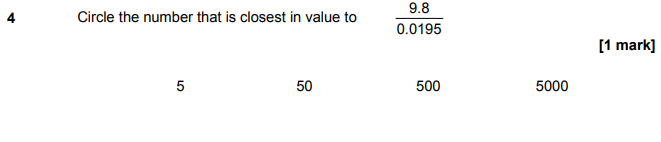 4 Circle the number that is closest in value to 9.8
0.0195
[1 mark]
5 50 500 5000